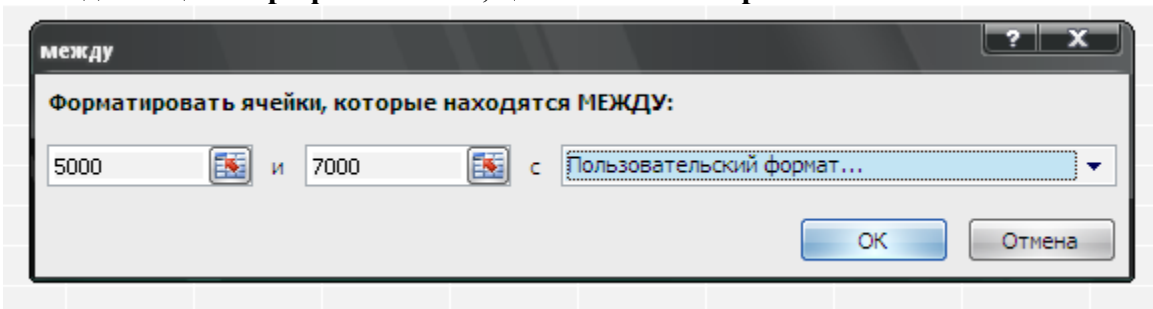 между
? X
Форматировать ячейки, которые находятся МЕЖДУ:
5000 и 7000 с Пользовательский формат...
ОК Отмена